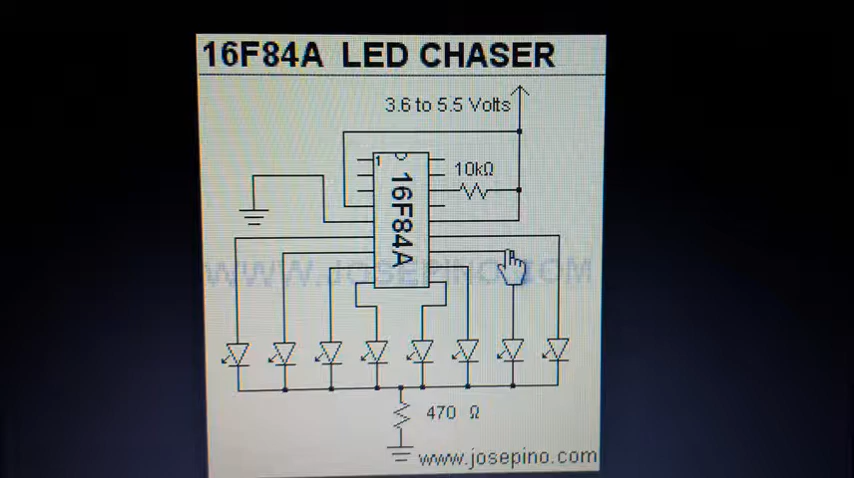 16F84A LED CHASER
3.6 to 5.5 Volts
1
10kΩ
16F84A
WWW.JOSEPINO.COM
470 Ω
www.josepino.com